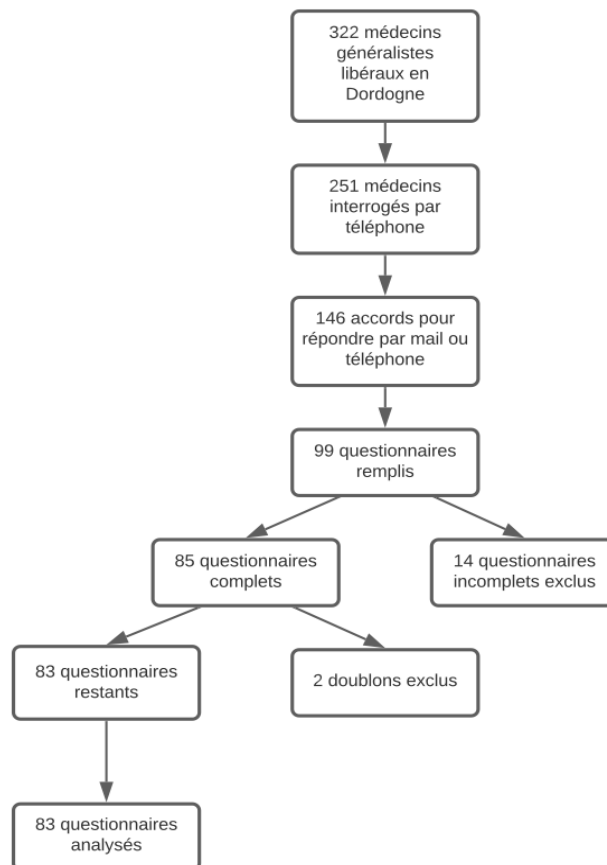 322 médecins
généralistes
libéraux en
Dordogne
251 médecins
interrogés par
téléphone
146 accords pour
répondre par mail ou
téléphone
99 questionnaires
remplis
85 questionnaires
complets
14 questionnaires
incomplets exclus
83 questionnaires
restants
2 doublons exclus
83 questionnaires
analysés